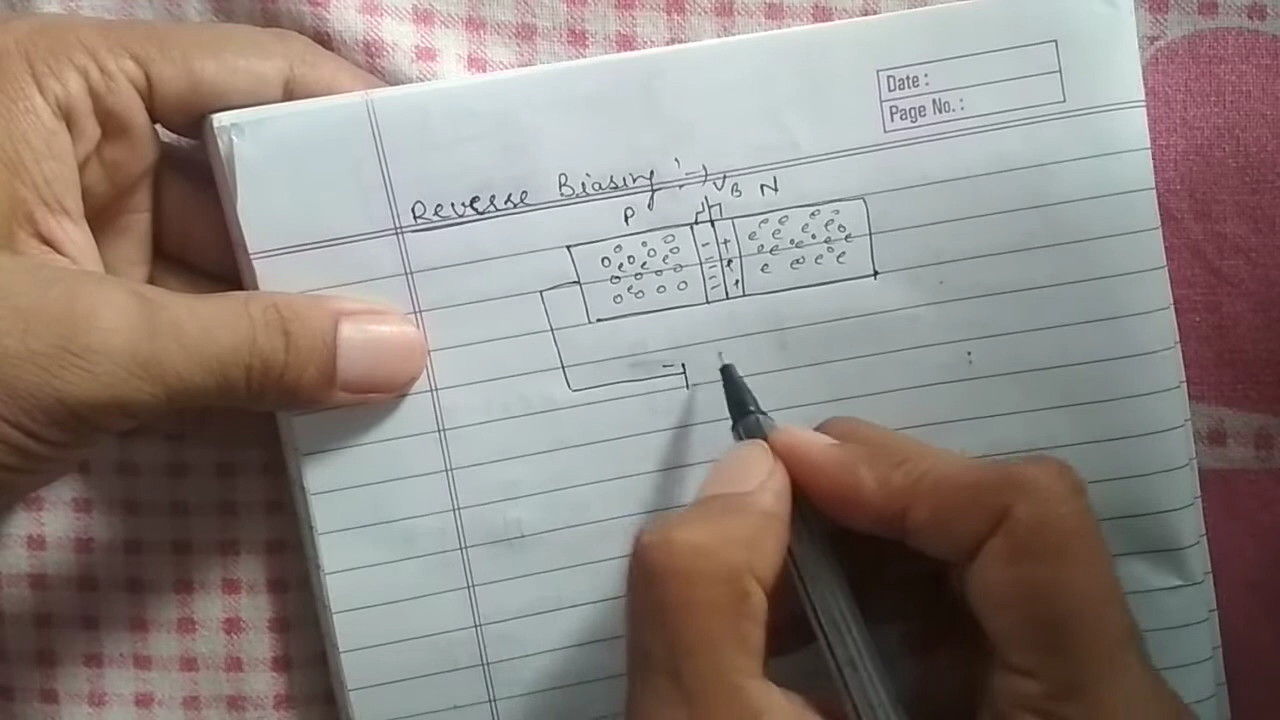 Date :
Page No. :
Reverse Biasing :→
P VB N